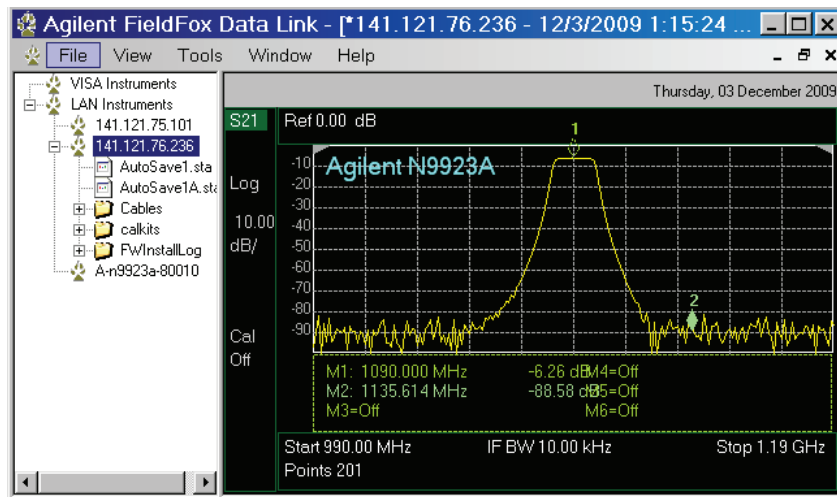 Agilent FieldFox Data Link - [*141.121.76.236 - 12/3/2009 1:15:24 ...
File View Tools Window Help
VISA Instruments
LAN Instruments
141.121.75.101
141.121.76.236
AutoSave1.sta
AutoSave1A.sta
Cables
calkits
FWInstallLog
A-n9923a-80010
Thursday, 03 December 2009
S21
Ref 0.00 dB
1
Agilent N9923A
Log
10.00
dB/
-10
-20
-30
-40
-50
-60
-70
-80
-90
2
Cal
Off
M1: 1090.000 MHz -6.26 dB M4=Off
M2: 1135.614 MHz -88.58 dB M5=Off
M3=Off M6=Off
Start 990.00 MHz IF BW 10.00 kHz Stop 1.19 GHz
Points 201